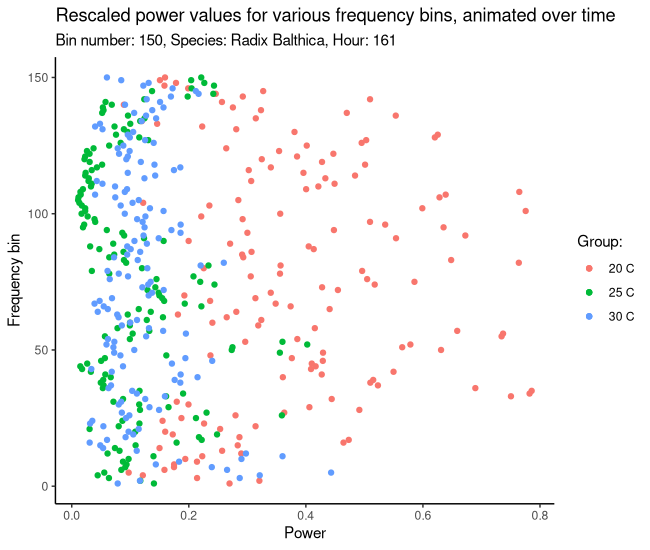 Rescaled power values for various frequency bins, animated over time
Bin number: 150, Species: Radix Balthica, Hour: 161
150
100
50
0
Frequency bin
0.0 0.2 0.4 0.6 0.8
Power
Group:
20 C
25 C
30 C